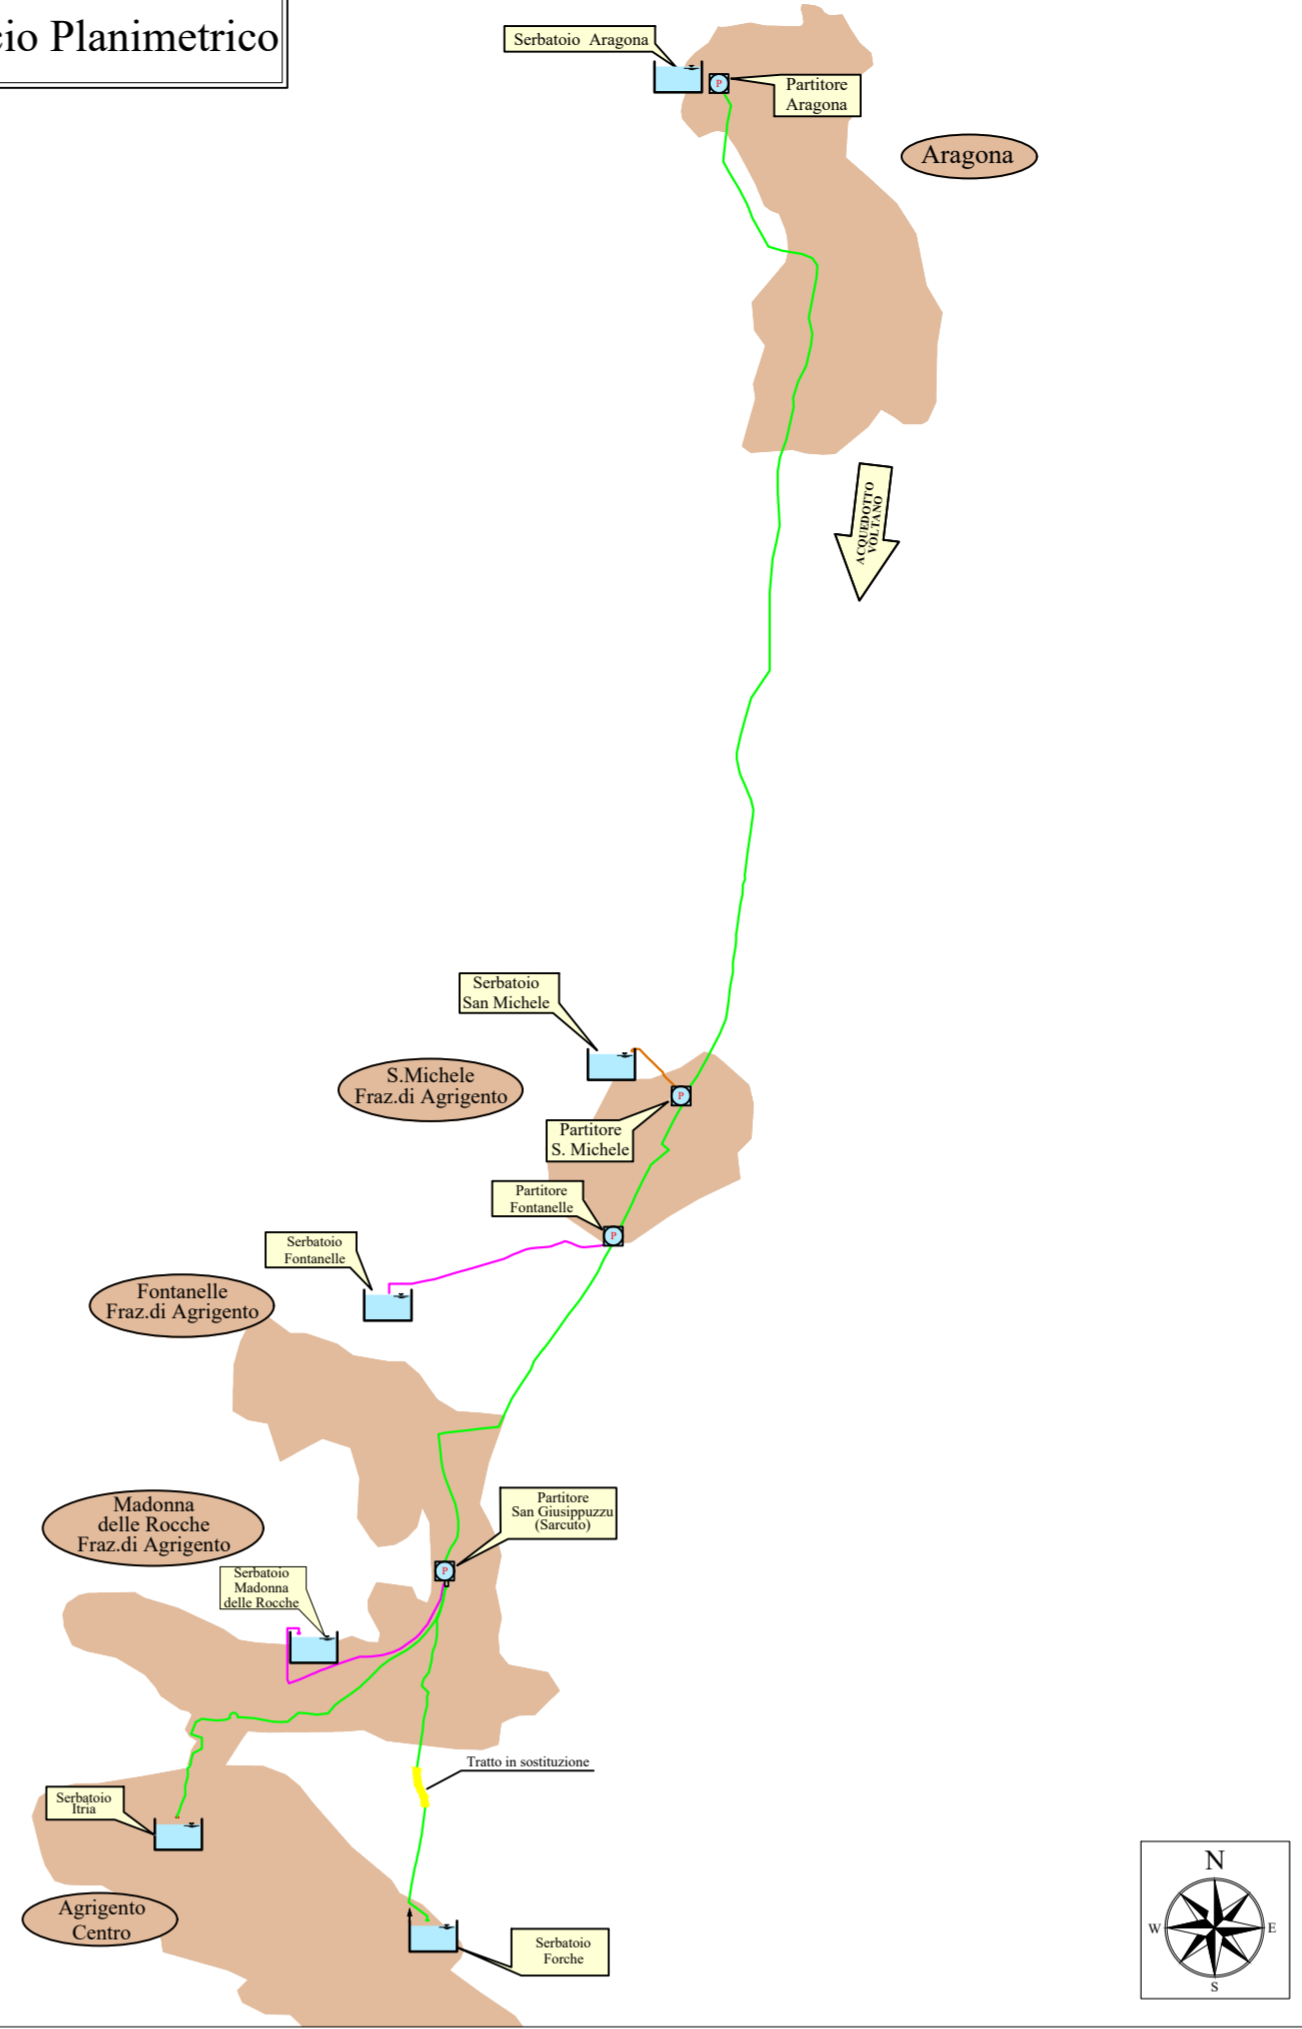 cio Planimetrico
Serbatoio Aragona
P
Partitore
Aragona
Aragona
ACQUEDOTTO
VOLTANO
Serbatoio
San Michele
S.Michele
Fraz.di Agrigento
P
Partitore
S. Michele
Partitore
Fontanelle
P
Serbatoio
Fontanelle
Fontanelle
Fraz.di Agrigento
Madonna
delle Rocche
Fraz.di Agrigento
Partitore
San Giusippuzzu
(Sarcuto)
P
Serbatoio
Madonna
delle Rocche
Tratto in sostituzione
Serbatoio
Itria
Agrigento
Centro
Serbatoio
Forche
N
W
E
S